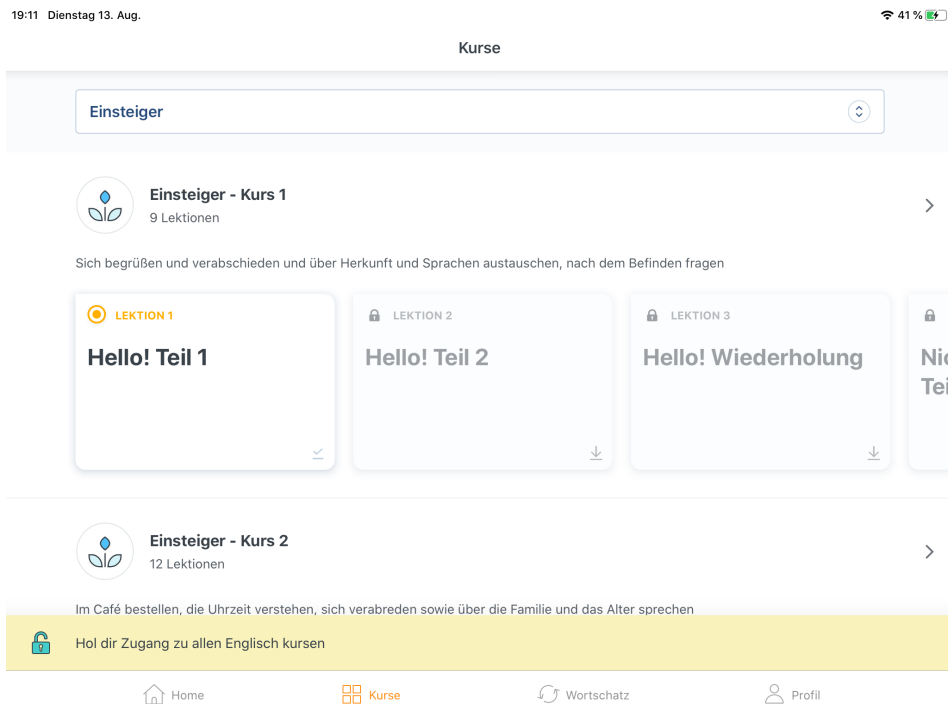 19:11 Dienstag 13. Aug.
41 %
Kurse
Einsteiger
Einsteiger - Kurs 1
9 Lektionen
Sich begrüßen und verabschieden und über Herkunft und Sprachen austauschen, nach dem Befinden fragen
LEKTION 1
Hello! Teil 1
LEKTION 2
Hello! Teil 2
LEKTION 3
Hello! Wiederholung
Einsteiger - Kurs 2
12 Lektionen
Im Café bestellen, die Uhrzeit verstehen, sich verabreden sowie über die Familie und das Alter sprechen
Hol dir Zugang zu allen Englisch kursen
Home
Kurse
Wortschatz
Profil